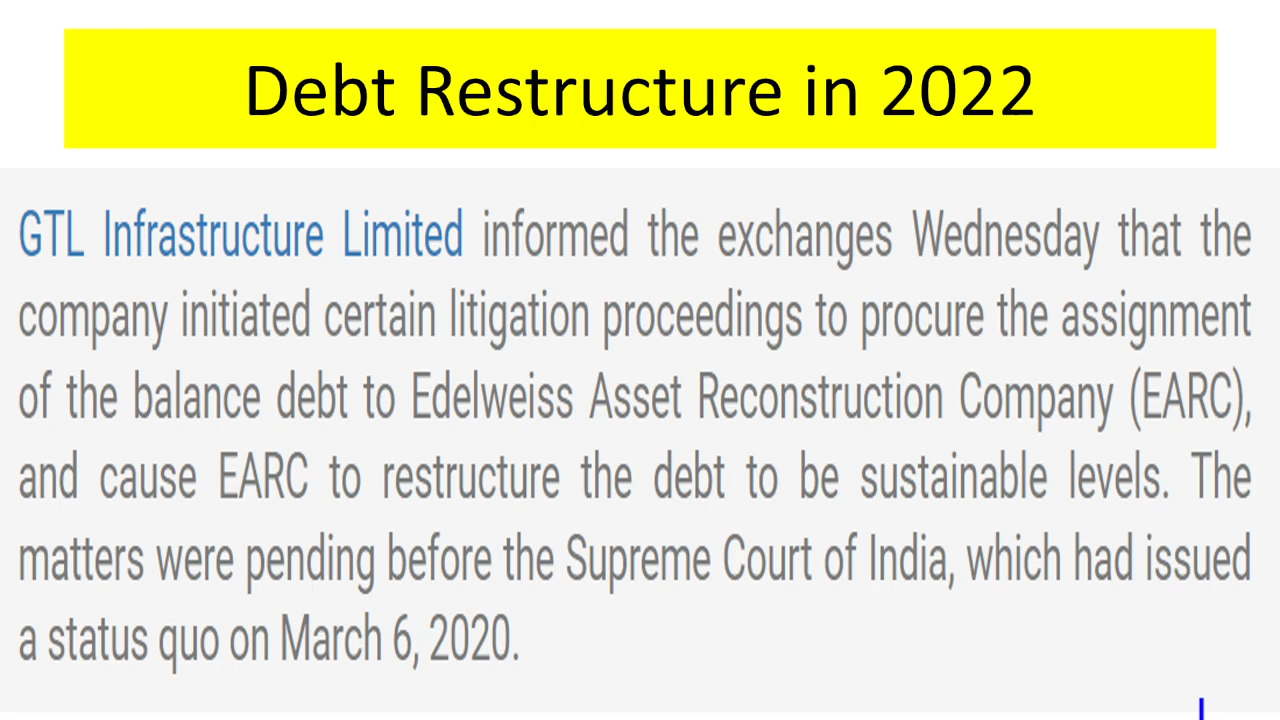 Debt Restructure in 2022
GTL Infrastructure Limited informed the exchanges Wednesday that the
company initiated certain litigation proceedings to procure the assignment
of the balance debt to Edelweiss Asset Reconstruction Company (EARC),
and cause EARC to restructure the debt to be sustainable levels. The
matters were pending before the Supreme Court of India, which had issued
a status quo on March 6, 2020.